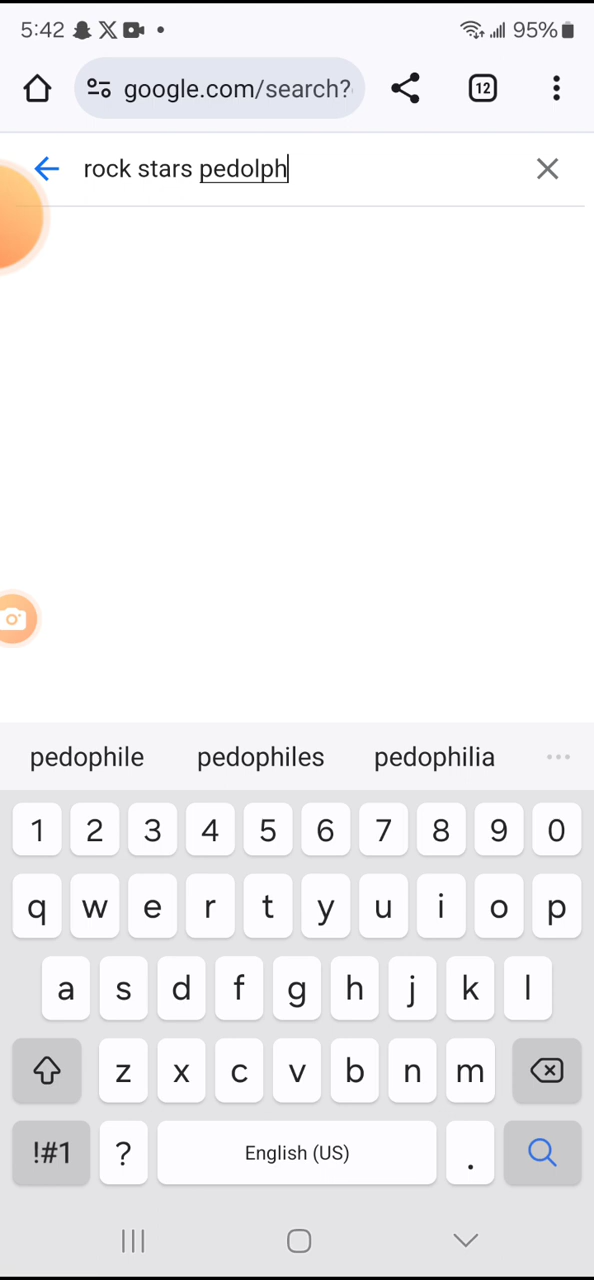 5:42 95%
google.com/search? 12
rock stars pedolph
pedophile pedophiles pedophilia
1 2 3 4 5 6 7 8 9 0
q w e r t y u i o p
a s d f g h j k l
z x c v b n m
!#1 ? English (US) .